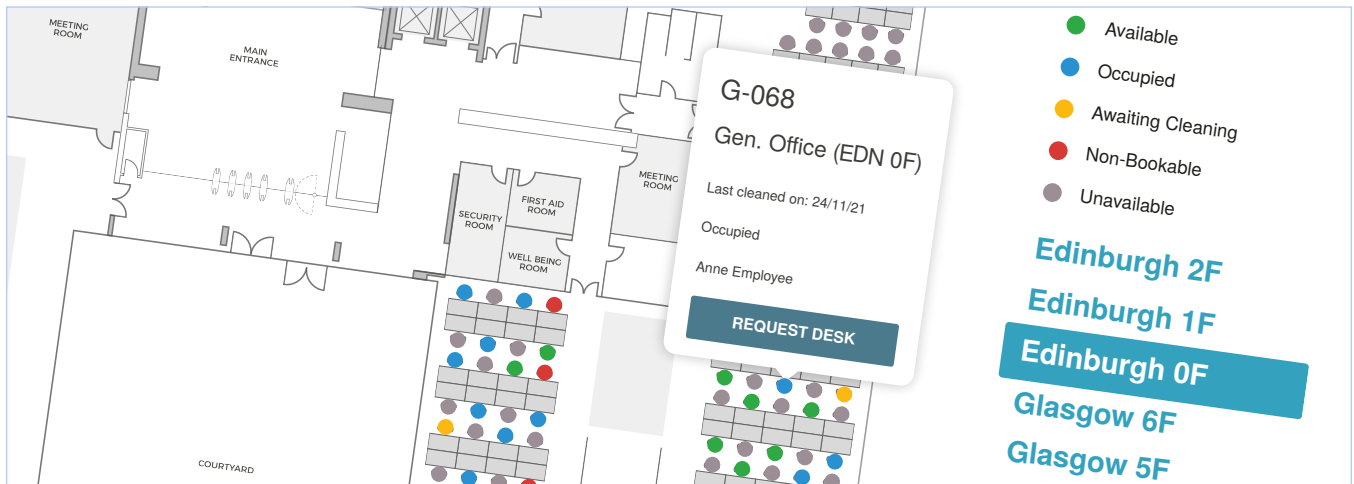 MEETING
ROOM
MAIN
ENTRANCE
SECURITY
ROOM
FIRST AID
ROOM
WELL BEING
ROOM
MEETING
ROOM
COURTYARD
G-068
Gen. Office (EDN 0F)
Last cleaned on: 24/11/21
Occupied
Anne Employee
REQUEST DESK
Available
Occupied
Awaiting Cleaning
Non-Bookable
Unavailable
Edinburgh 2F
Edinburgh 1F
Edinburgh 0F
Glasgow 6F
Glasgow 5F